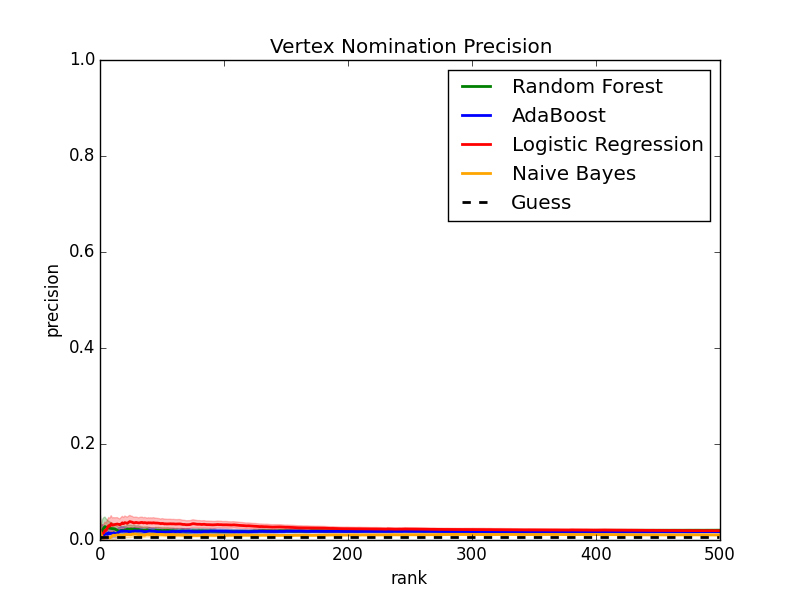 Vertex Nomination Precision
1.0
0.8
0.6
0.4
0.2
0.0
precision
Random Forest
AdaBoost
Logistic Regression
Naive Bayes
Guess
0 100 200 300 400 500
rank